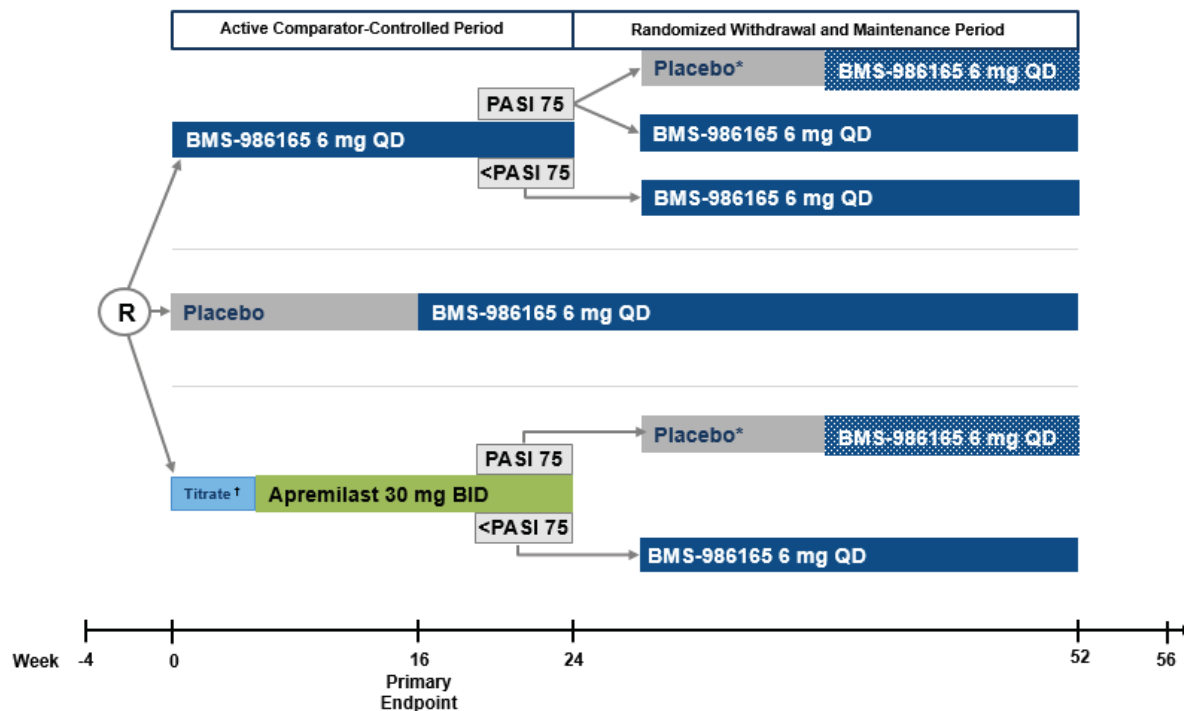 Active Comparator-Controlled Period
Randomized Withdrawal and Maintenance Period
Placebo*
BMS-986165 6 mg QD
PASI 75
BMS-986165 6 mg QD
BMS-986165 6 mg QD
<PASI 75
BMS-986165 6 mg QD
R
Placebo
BMS-986165 6 mg QD
Placebo*
BMS-986165 6 mg QD
PASI 75
Titrate†
Apremilast 30 mg BID
<PASI 75
BMS-986165 6 mg QD
Week
-4
0
16
24
52
56
Primary
Endpoint